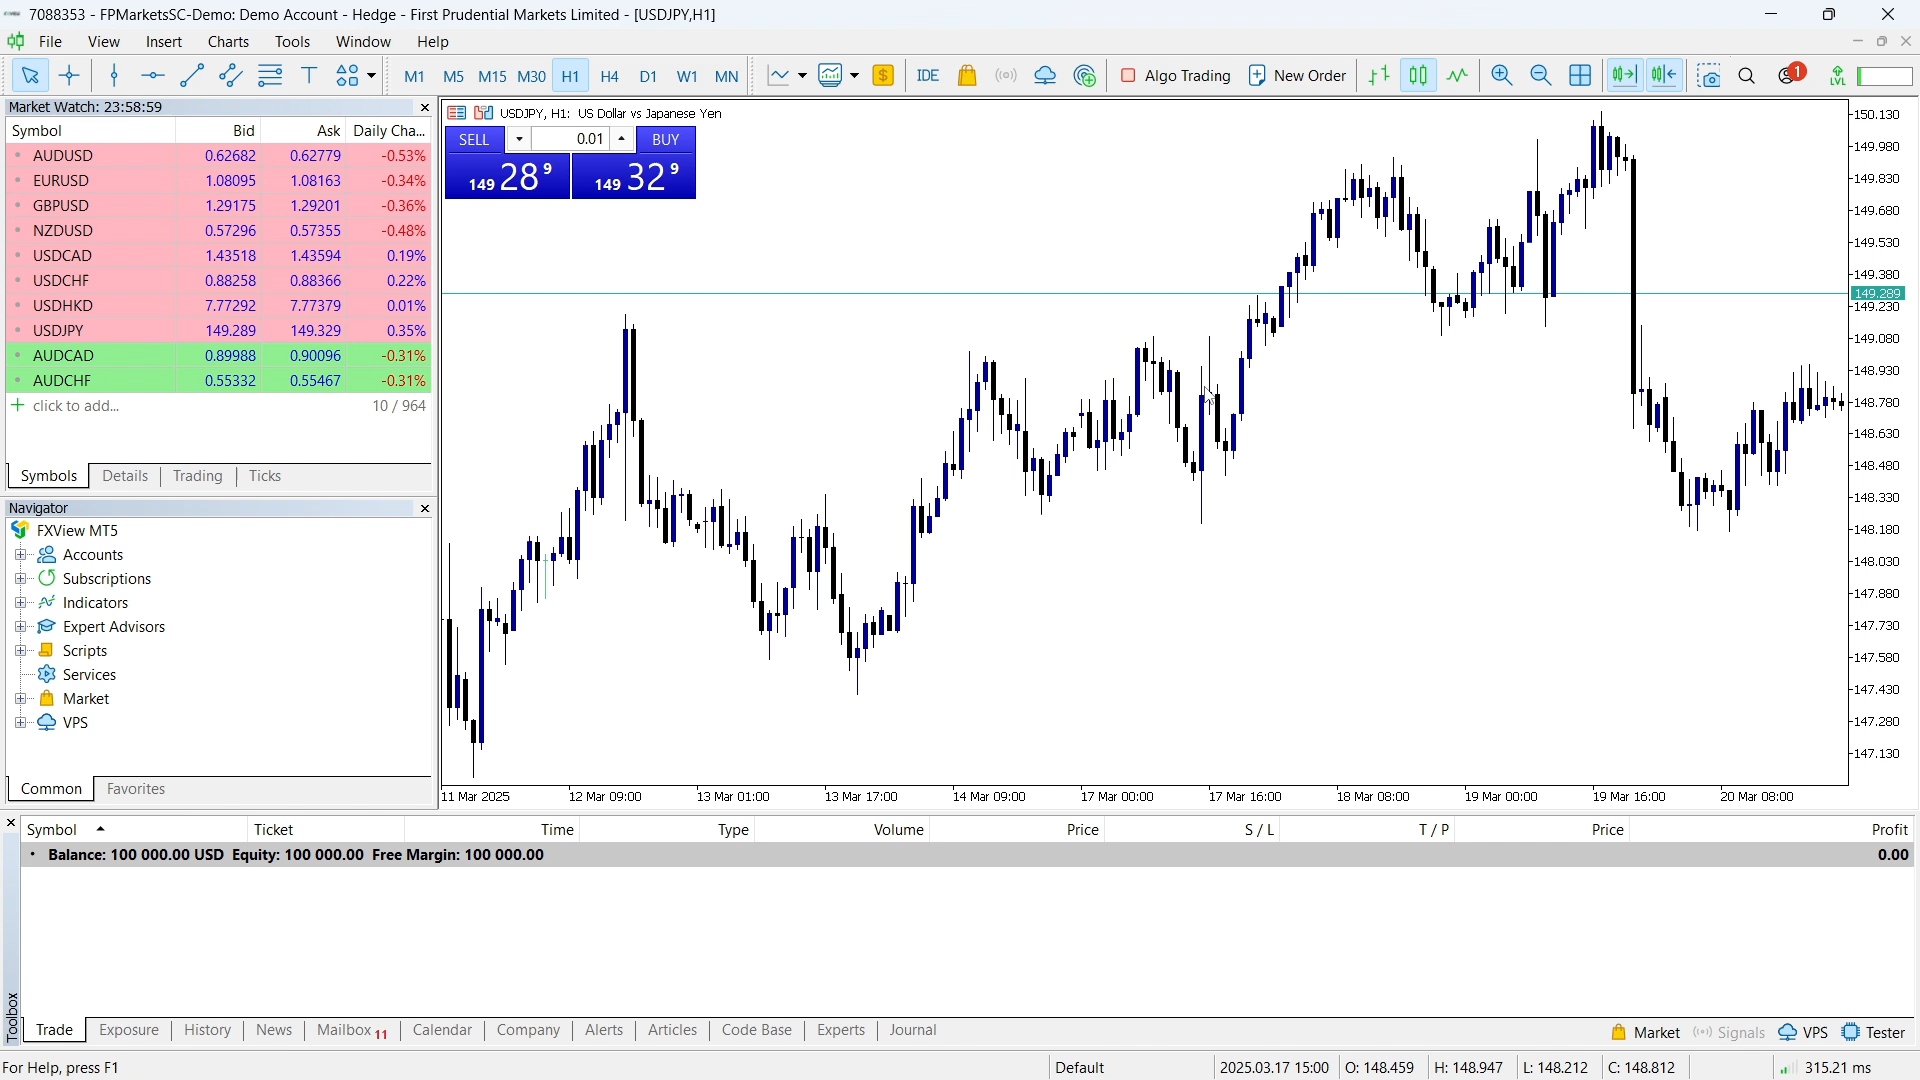 7088353 - FPMarketsSC-Demo: Demo Account - Hedge - First Prudential Markets Limited - [USDJPY,H1]
File View Insert Charts Tools Window Help
M1 M5 M15 M30 H1 H4 D1 W1 MN $ IDE Algo Trading New Order 1 LVL
Market Watch: 23:58:59
Symbol Bid Ask Daily Cha...
AUDUSD 0.62682 0.62779 -0.53%
EURUSD 1.08095 1.08163 -0.34%
GBPUSD 1.29175 1.29201 -0.36%
NZDUSD 0.57296 0.57355 -0.48%
USDCAD 1.43518 1.43594 0.19%
USDCHF 0.88258 0.88366 0.22%
USDHKD 7.77292 7.77379 0.01%
USDJPY 149.289 149.329 0.35%
AUDCAD 0.89988 0.90096 -0.31%
AUDCHF 0.55332 0.55467 -0.31%
click to add... 10 / 964
Symbols Details Trading Ticks
Navigator
FXView MT5
Accounts
Subscriptions
Indicators
Expert Advisors
Scripts
Services
Market
VPS
Common Favorites
USDJPY, H1: US Dollar vs Japanese Yen
SELL 0.01 BUY
149 28 9 149 32 9
150.130
149.980
149.830
149.680
149.530
149.380
149.289
149.230
149.080
148.930
148.780
148.630
148.480
148.330
148.180
148.030
147.880
147.730
147.580
147.430
147.280
147.130
11 Mar 2025 12 Mar 09:00 13 Mar 01:00 13 Mar 17:00 14 Mar 09:00 17 Mar 00:00 17 Mar 16:00 18 Mar 08:00 19 Mar 00:00 19 Mar 16:00 20 Mar 08:00
Symbol Ticket Time Type Volume Price S / L T / P Price Profit
Balance: 100 000.00 USD Equity: 100 000.00 Free Margin: 100 000.00 0.00
Toolbox
Trade Exposure History News Mailbox 11 Calendar Company Alerts Articles Code Base Experts Journal Market Signals VPS Tester
For Help, press F1 Default 2025.03.17 15:00 O: 148.459 H: 148.947 L: 148.212 C: 148.812 315.21 ms